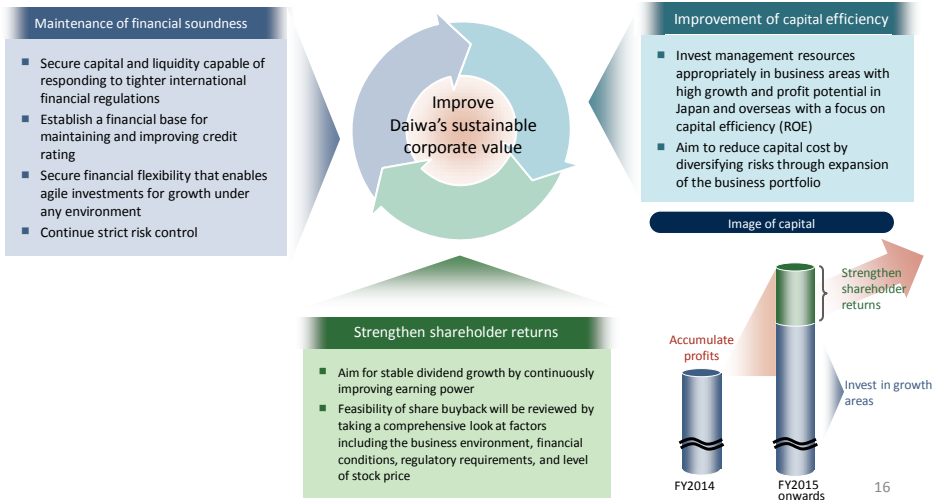 Maintenance of financial soundness
■ Secure capital and liquidity capable of
responding to tighter international
financial regulations
■ Establish a financial base for
maintaining and improving credit
rating
■ Secure financial flexibility that enables
agile investments for growth under
any environment
■ Continue strict risk control
Improve
Daiwa's sustainable
corporate value
Improvement of capital efficiency
■ Invest management resources
appropriately in business areas with
high growth and profit potential in
Japan and overseas with a focus on
capital efficiency (ROE)
■ Aim to reduce capital cost by
diversifying risks through expansion
of the business portfolio
Strengthen shareholder returns
■ Aim for stable dividend growth by continuously
improving earning power
■ Feasibility of share buyback will be reviewed by
taking a comprehensive look at factors
including the business environment, financial
conditions, regulatory requirements, and level
of stock price
Image of capital
Strengthen
shareholder
returns
Accumulate
profits
Invest in growth
areas
FY2014
FY2015
onwards
16